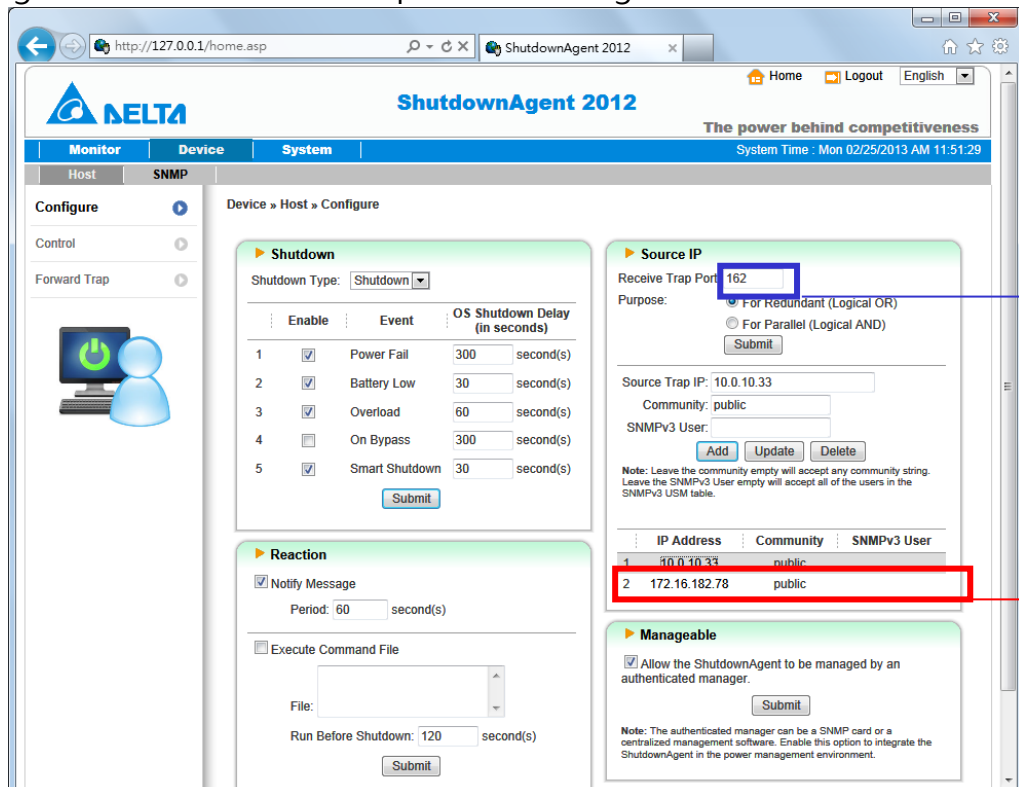 http://127.0.0.1/home.asp
ShutdownAgent 2012
Home Logout English
DELTA
ShutdownAgent 2012
The power behind competitiveness
Monitor Device System
System Time : Mon 02/25/2013 AM 11:51:29
Host SNMP
Configure
Control
Forward Trap
Device » Host » Configure
Shutdown
Shutdown Type: Shutdown
Enable Event OS Shutdown Delay (in seconds)
1 Power Fail 300 second(s)
2 Battery Low 30 second(s)
3 Overload 60 second(s)
4 On Bypass 300 second(s)
5 Smart Shutdown 30 second(s)
Submit
Reaction
Notify Message
Period: 60 second(s)
Execute Command File
File:
Run Before Shutdown: 120 second(s)
Submit
Source IP
Receive Trap Port: 162
Purpose: For Redundant (Logical OR)
For Parallel (Logical AND)
Submit
Source Trap IP: 10.0.10.33
Community: public
SNMPv3 User:
Add Update Delete
Note: Leave the community empty will accept any community string.
Leave the SNMPv3 User empty will accept all of the users in the
SNMPv3 USM table.
IP Address Community SNMPv3 User
1 10.0.10.33 public
2 172.16.182.78 public
Manageable
Allow the ShutdownAgent to be managed by an
authenticated manager.
Submit
Note: The authenticated manager can be a SNMP card or a
centralized management software. Enable this option to integrate the
ShutdownAgent in the power management environment.